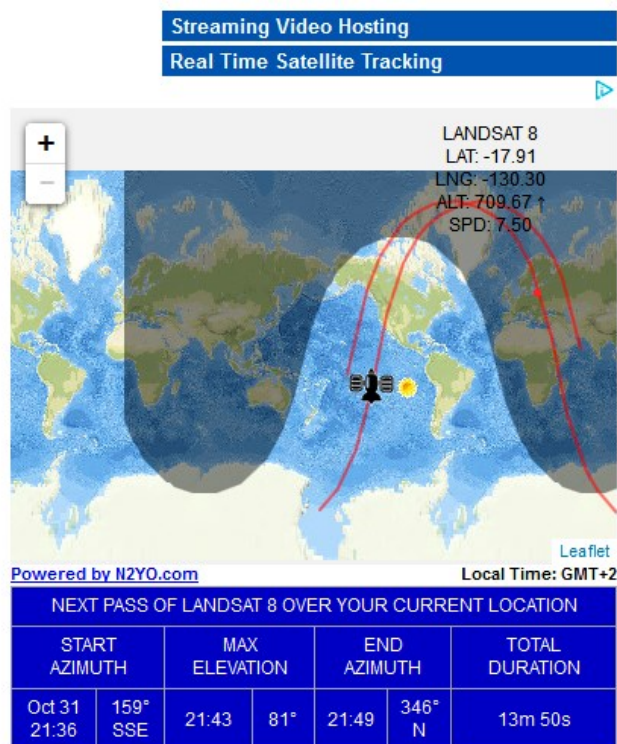 Streaming Video Hosting
Real Time Satellite Tracking
+
−
LANDSAT 8
LAT: -17.91
LNG: -130.30
ALT: 709.67 ↑
SPD: 7.50
Leaflet
Powered by N2YO.com
Local Time: GMT+2
NEXT PASS OF LANDSAT 8 OVER YOUR CURRENT LOCATION
START AZIMUTH
MAX ELEVATION
END AZIMUTH
TOTAL DURATION
Oct 31 21:36
159° SSE
21:43
81°
21:49
346° N
13m 50s